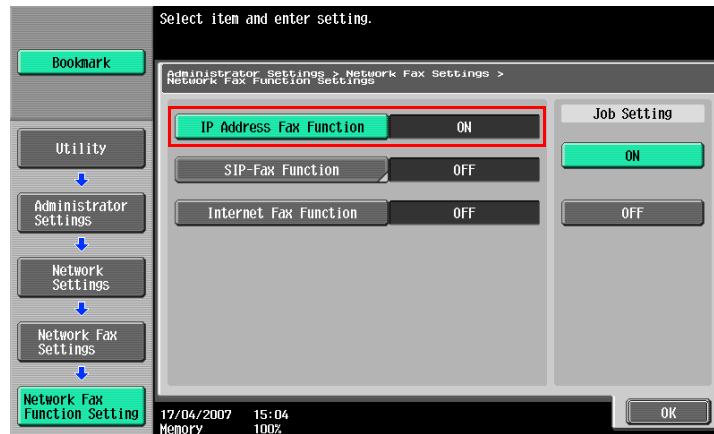 Select item and enter setting.
Bookmark
Administrator Settings > Network Fax Settings >
Network Fax Function Settings
IP Address Fax Function
ON
SIP-Fax Function
OFF
Internet Fax Function
OFF
Job Setting
ON
OFF
Utility
Administrator
Settings
Network
Settings
Network Fax
Settings
Network Fax
Function Setting
17/04/2007 15:04
Memory 100%
OK